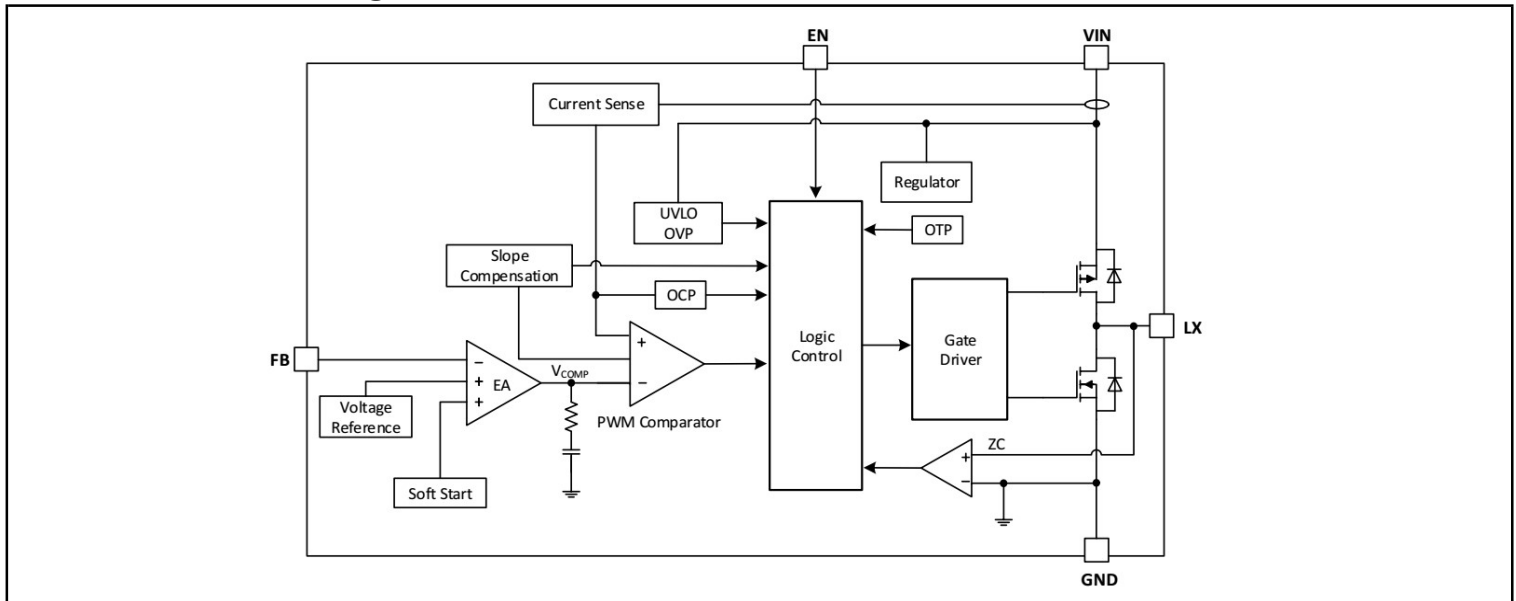 EN
VIN
Current Sense
Regulator
UVLO
OVP
OTP
Slope
Compensation
OCP
Logic
Control
Gate
Driver
LX
FB
+
−
−
+
+
EA
VCOMP
Voltage
Reference
PWM Comparator
ZC
+
−
Soft Start
GND